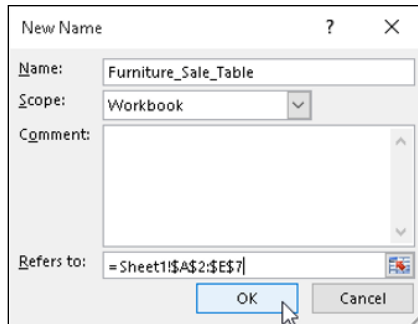 New Name ? ×
Name: Furniture_Sale_Table
Scope: Workbook
Comment:
Refers to: =Sheet1!$A$2:$E$7
OK Cancel